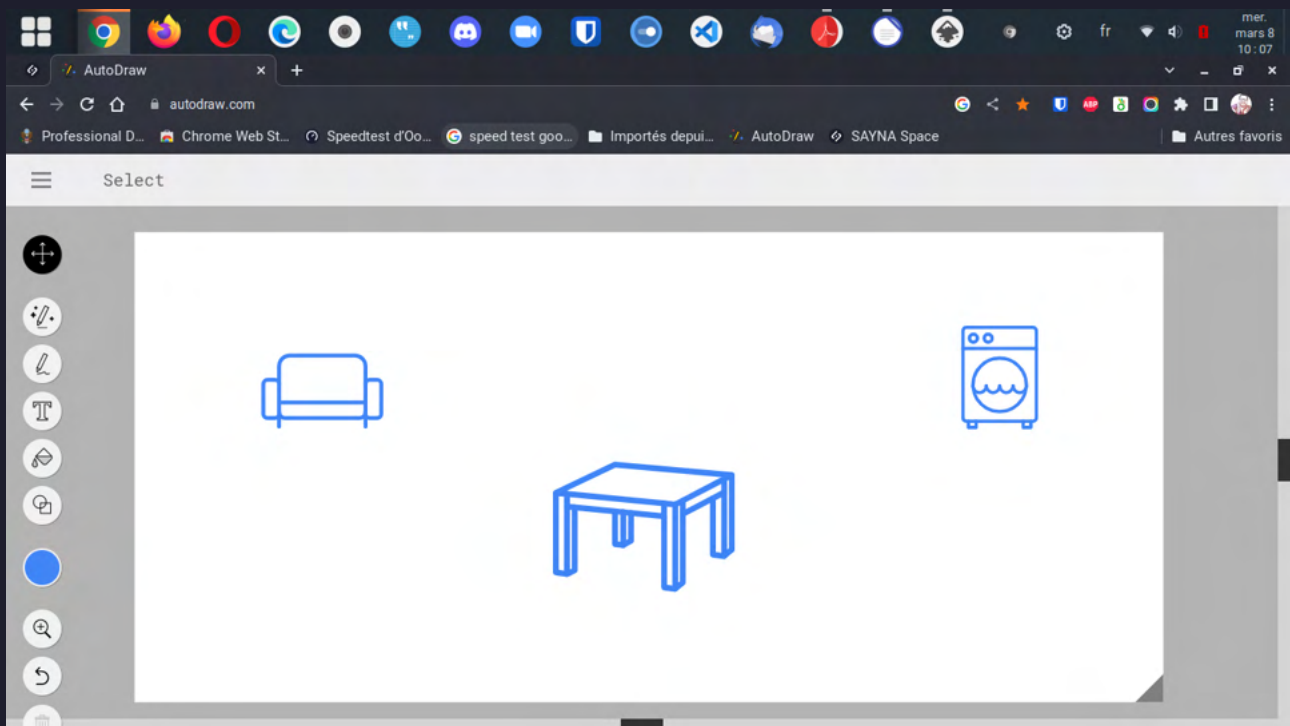 fr
mer.
mars 8
10:07
AutoDraw
autodraw.com
Professional D...
Chrome Web St...
Speedtest d'Oo...
speed test goo...
Importés depui...
AutoDraw
SAYNA Space
Autres favoris
Select
T
ABP